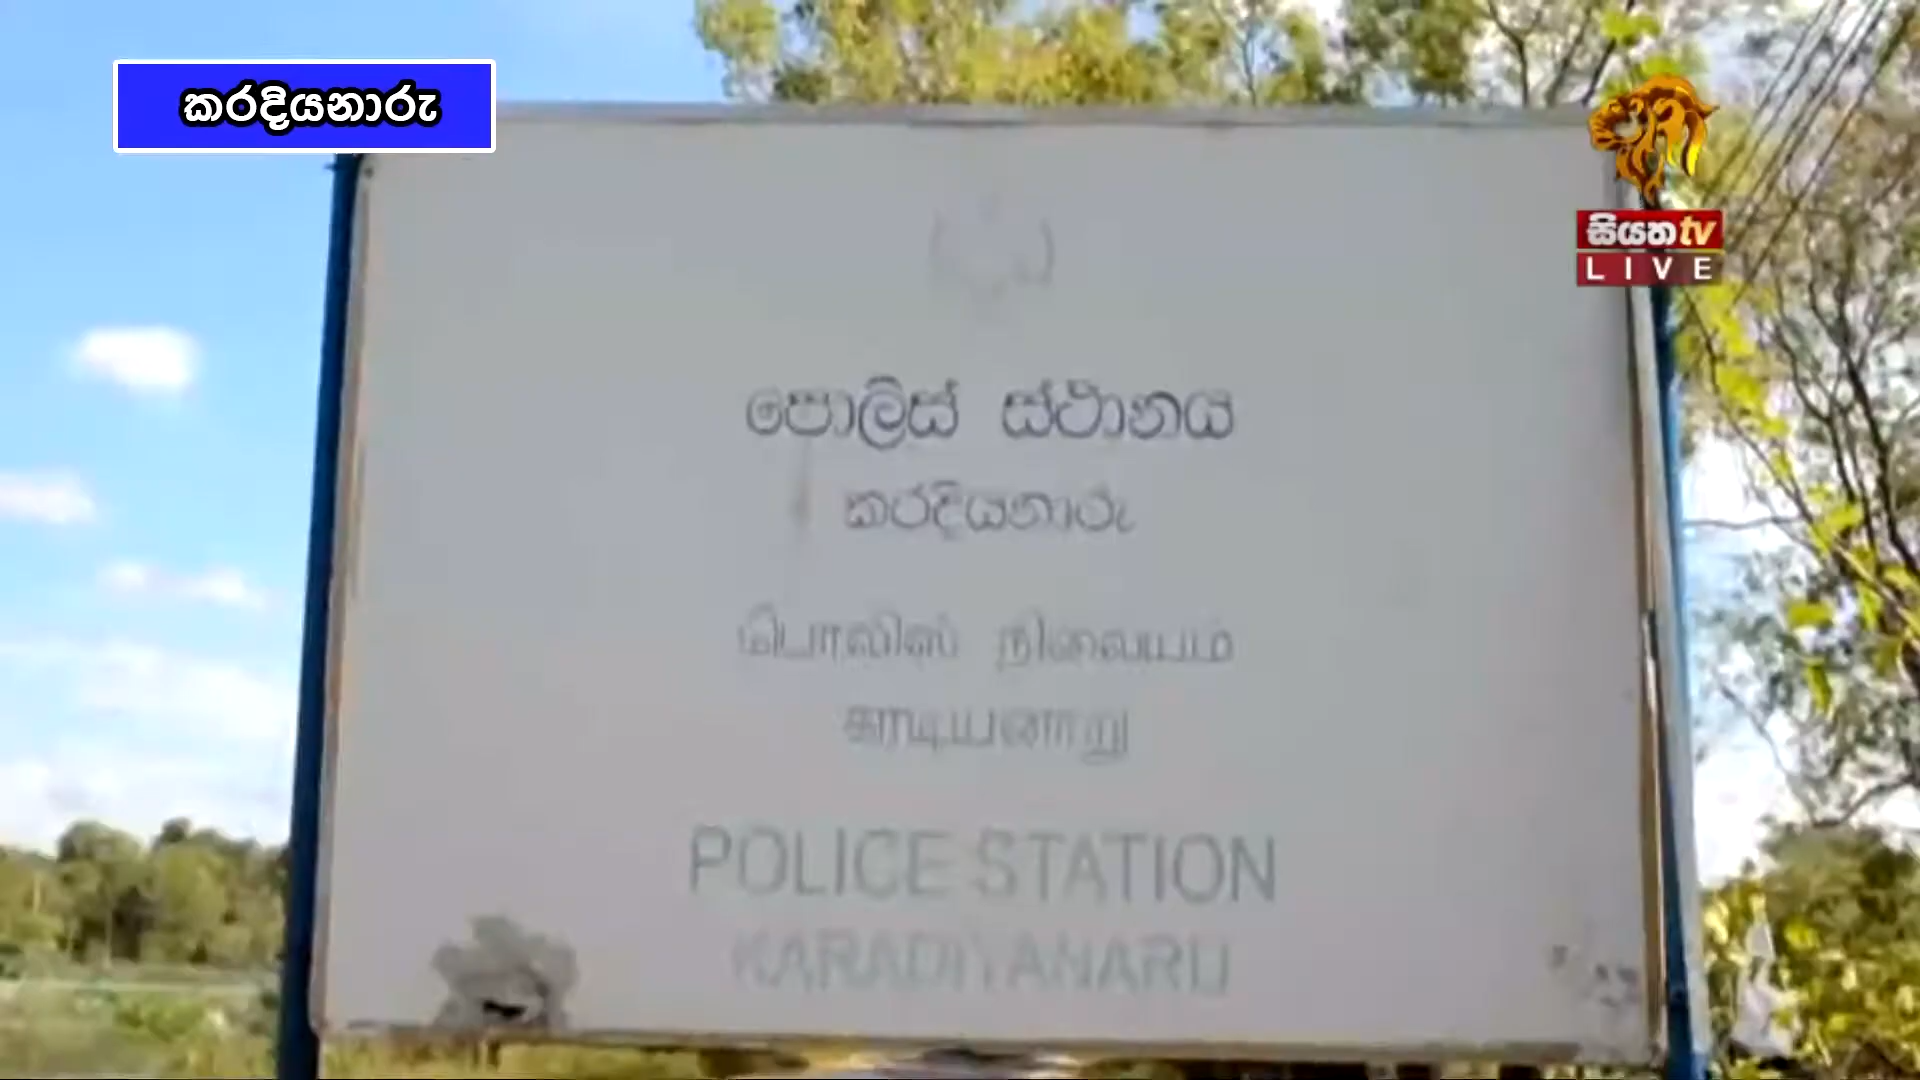 කරදියනාරු
සියත tv
LIVE
පොලිස් ස්ථානය
කරදියනාරු
பொலிஸ் நிலையம்
கரடியனாறு
POLICE STATION
KARADIYANARU